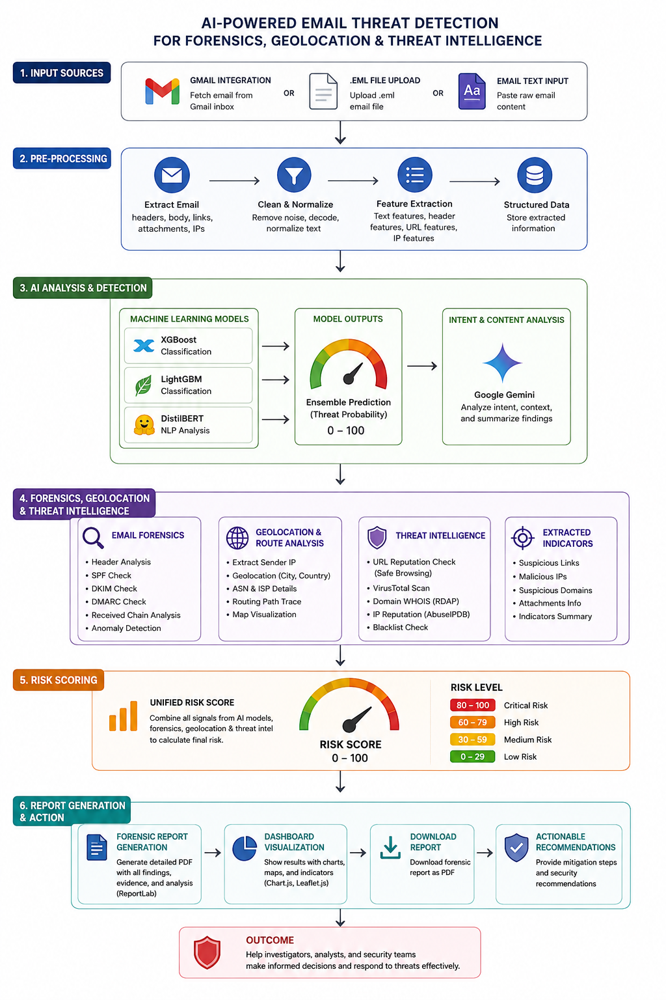 AI-POWERED EMAIL THREAT DETECTION
FOR FORENSICS, GEOLOCATION & THREAT INTELLIGENCE
1. INPUT SOURCES
GMAIL INTEGRATION
Fetch email from
Gmail inbox
OR
.EML FILE UPLOAD
Upload .eml
email file
OR
Aa
EMAIL TEXT INPUT
Paste raw email
content
2. PRE-PROCESSING
Extract Email
headers, body, links,
attachments, IPs
Clean & Normalize
Remove noise, decode,
normalize text
Feature Extraction
Text features, header
features, URL features,
IP features
Structured Data
Store extracted
information
3. AI ANALYSIS & DETECTION
MACHINE LEARNING MODELS
XGBoost
Classification
LightGBM
Classification
DistilBERT
NLP Analysis
MODEL OUTPUTS
Ensemble Prediction
(Threat Probability)
0 – 100
INTENT & CONTENT ANALYSIS
Google Gemini
Analyze intent, context,
and summarize findings
4. FORENSICS, GEOLOCATION
& THREAT INTELLIGENCE
EMAIL FORENSICS
• Header Analysis
• SPF Check
• DKIM Check
• DMARC Check
• Received Chain Analysis
• Anomaly Detection
GEOLOCATION &
ROUTE ANALYSIS
• Extract Sender IP
• Geolocation (City, Country)
• ASN & ISP Details
• Routing Path Trace
• Map Visualization
THREAT INTELLIGENCE
• URL Reputation Check
(Safe Browsing)
• VirusTotal Scan
• Domain WHOIS (RDAP)
• IP Reputation (AbuseIPDB)
• Blacklist Check
EXTRACTED
INDICATORS
• Suspicious Links
• Malicious IPs
• Suspicious Domains
• Attachments Info
• Indicators Summary
5. RISK SCORING
UNIFIED RISK SCORE
Combine all signals from AI models,
forensics, geolocation & threat intel
to calculate final risk.
RISK SCORE
0 – 100
RISK LEVEL
80 – 100 Critical Risk
60 – 79 High Risk
30 – 59 Medium Risk
0 – 29 Low Risk
6. REPORT GENERATION
& ACTION
FORENSIC REPORT
GENERATION
Generate detailed PDF
with all findings,
evidence, and analysis
(ReportLab)
DASHBOARD
VISUALIZATION
Show results with charts,
maps, and indicators
(Chart.js, Leaflet.js)
DOWNLOAD
REPORT
Download forensic
report as PDF
ACTIONABLE
RECOMMENDATIONS
Provide mitigation steps
and security
recommendations
OUTCOME
Help investigators, analysts, and security teams
make informed decisions and respond to threats effectively.